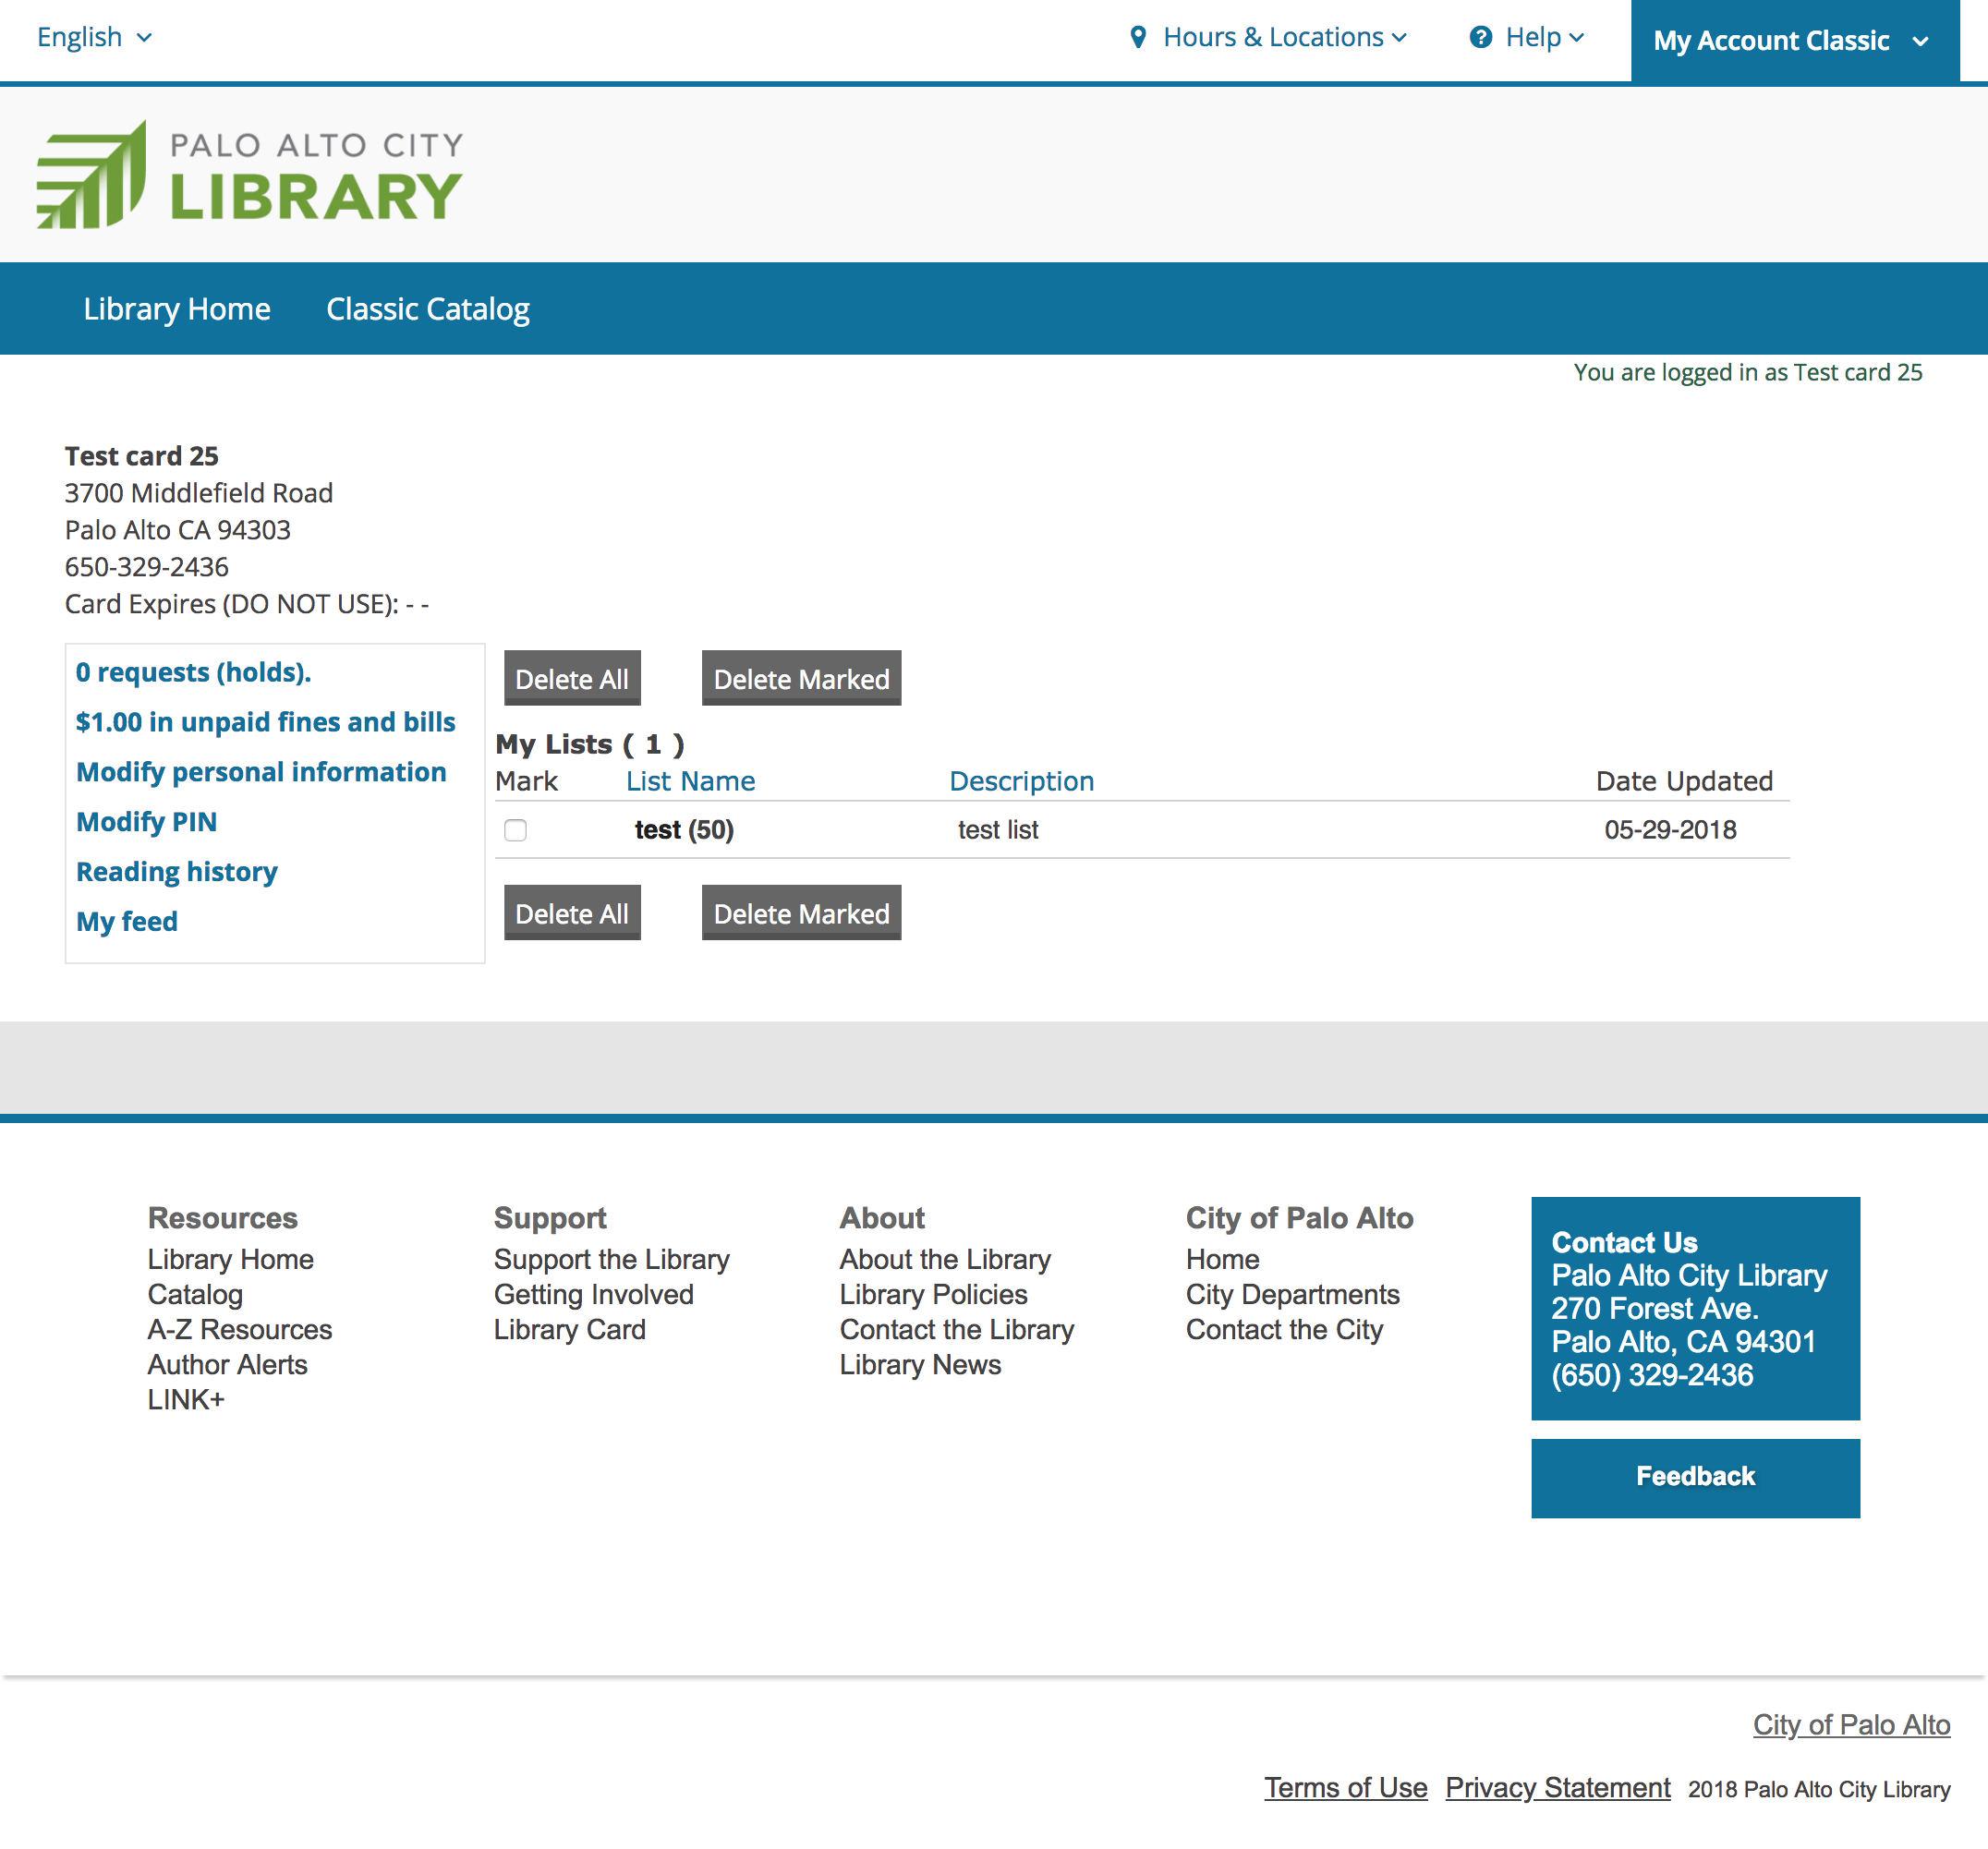 English
Hours & Locations
Help
My Account Classic
PALO ALTO CITY
LIBRARY
Library Home
Classic Catalog
You are logged in as Test card 25
Test card 25
3700 Middlefield Road
Palo Alto CA 94303
650-329-2436
Card Expires (DO NOT USE): - -
0 requests (holds).
$1.00 in unpaid fines and bills
Modify personal information
Modify PIN
Reading history
My feed
Delete All Delete Marked
My Lists ( 1 )
Mark List Name Description Date Updated
test (50) test list 05-29-2018
Delete All Delete Marked
Resources
Library Home
Catalog
A-Z Resources
Author Alerts
LINK+
Support
Support the Library
Getting Involved
Library Card
About
About the Library
Library Policies
Contact the Library
Library News
City of Palo Alto
Home
City Departments
Contact the City
Contact Us
Palo Alto City Library
270 Forest Ave.
Palo Alto, CA 94301
(650) 329-2436
Feedback
City of Palo Alto
Terms of Use Privacy Statement 2018 Palo Alto City Library